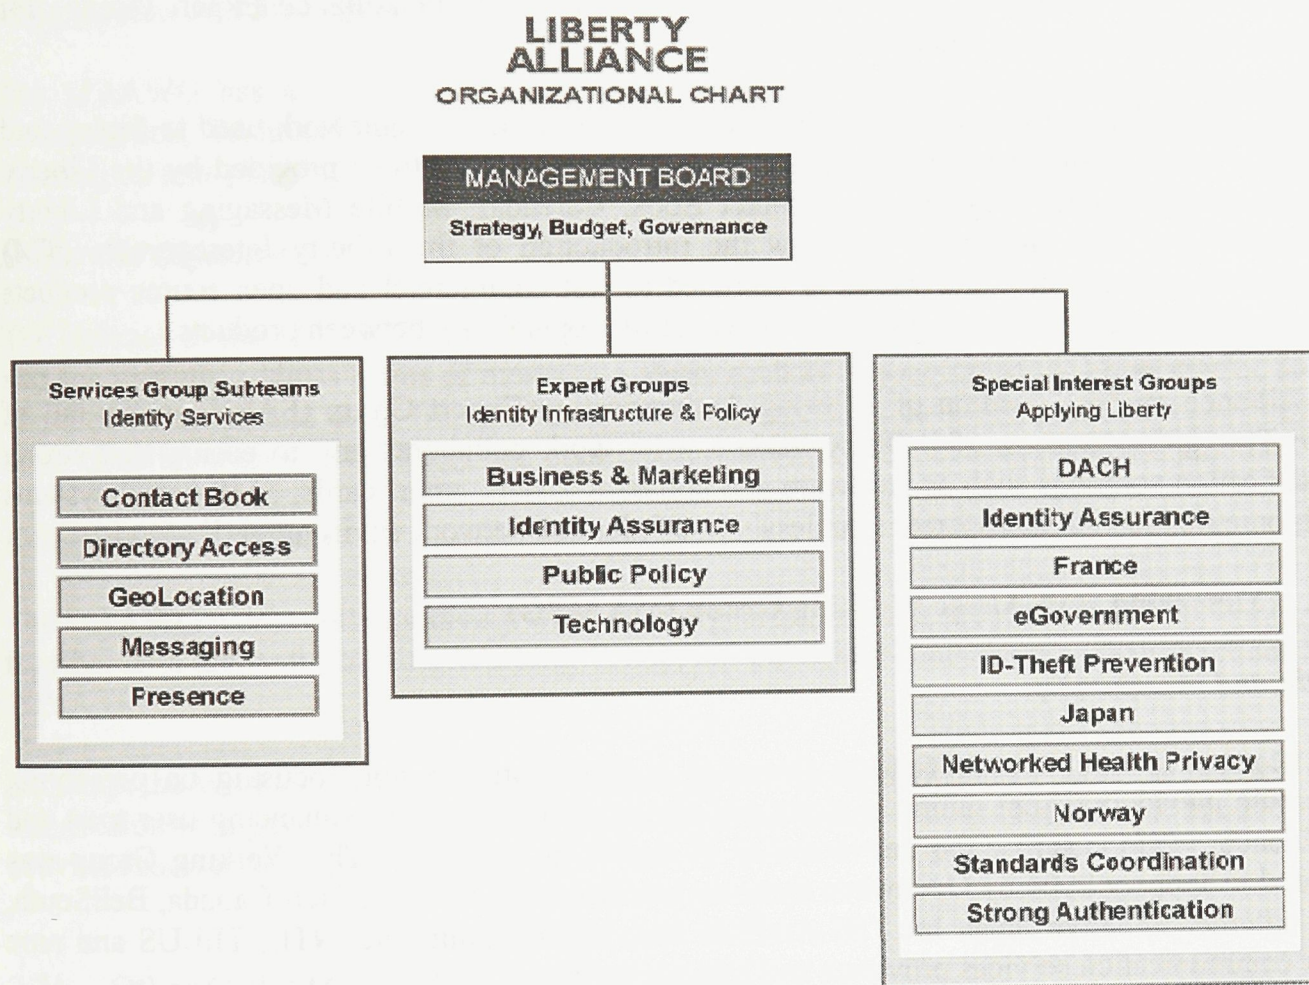 LIBERTY
ALLIANCE
ORGANIZATIONAL CHART
MANAGEMENT BOARD
Strategy, Budget, Governance
Services Group Subteams
Identity Services
Contact Book
Directory Access
GeoLocation
Messaging
Presence
Expert Groups
Identity Infrastructure & Policy
Business & Marketing
Identity Assurance
Public Policy
Technology
Special Interest Groups
Applying Liberty
DACH
Identity Assurance
France
eGovernment
ID-Theft Prevention
Japan
Networked Health Privacy
Norway
Standards Coordination
Strong Authentication